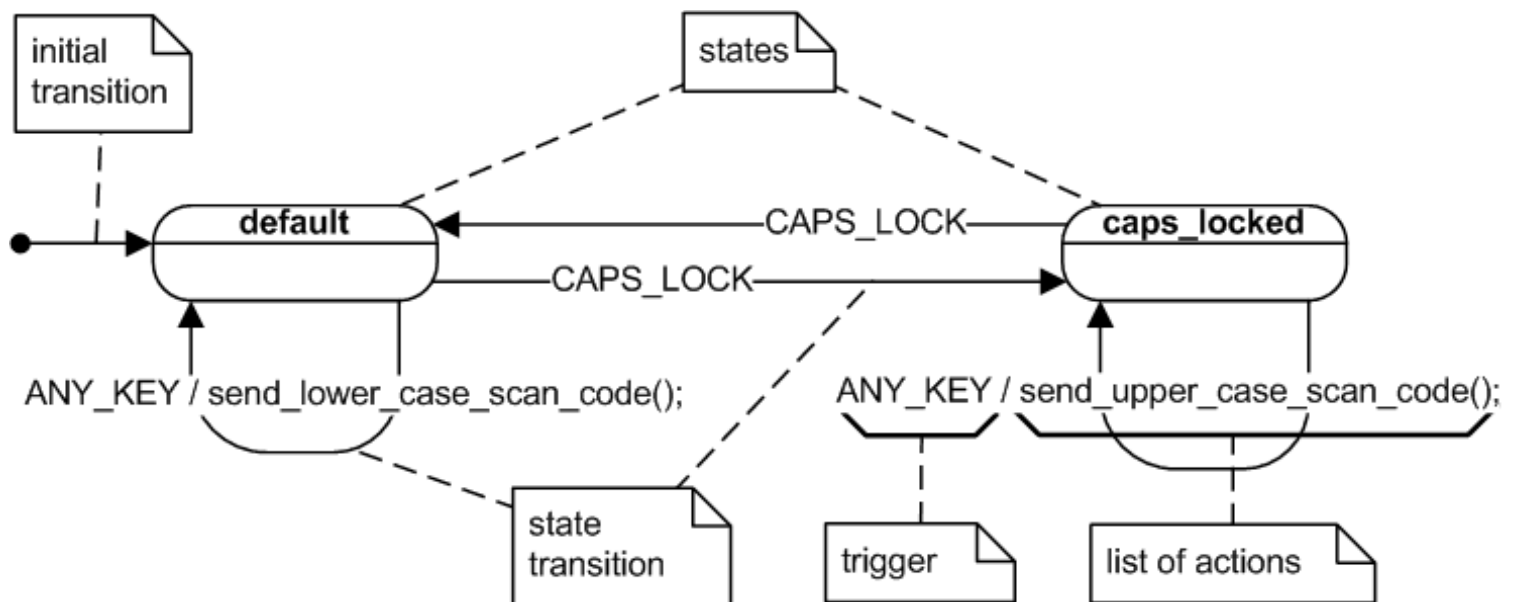 initial
transition
states
default
CAPS_LOCK
caps_locked
CAPS_LOCK
ANY_KEY / send_lower_case_scan_code();
ANY_KEY / send_upper_case_scan_code();
state
transition
trigger
list of actions